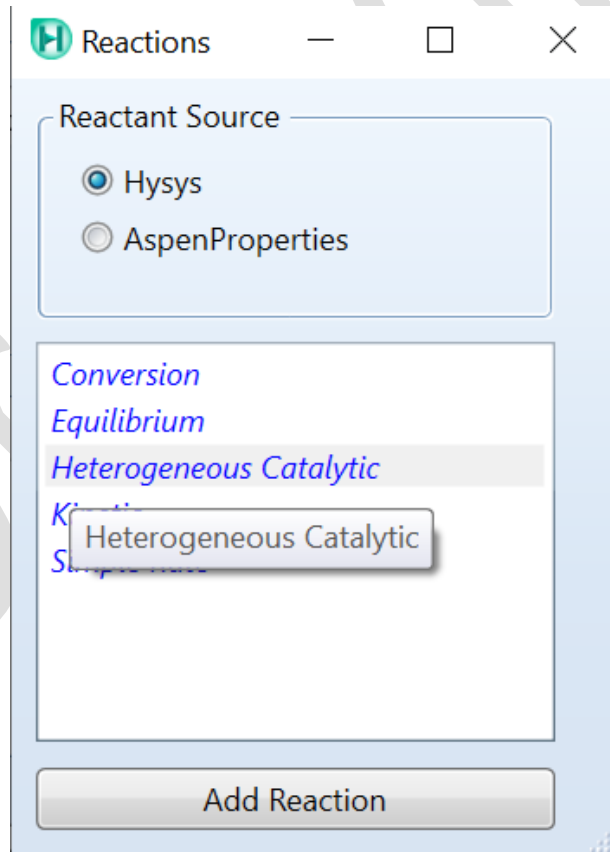 Reactions
Reactant Source
Hysys
AspenProperties
Conversion
Equilibrium
Heterogeneous Catalytic
Heterogeneous Catalytic
Add Reaction